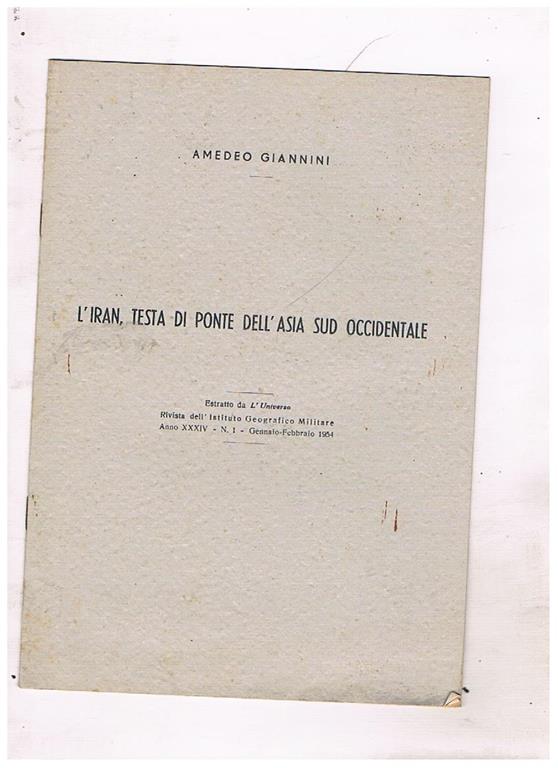 AMEDEO GIANNINI
L'IRAN, TESTA DI PONTE DELL'ASIA SUD OCCIDENTALE
Estratto da L'Universo
Rivista dell'Istituto Geografico Militare
Anno XXXIV - N. 1 - Gennaio-Febbraio 1954